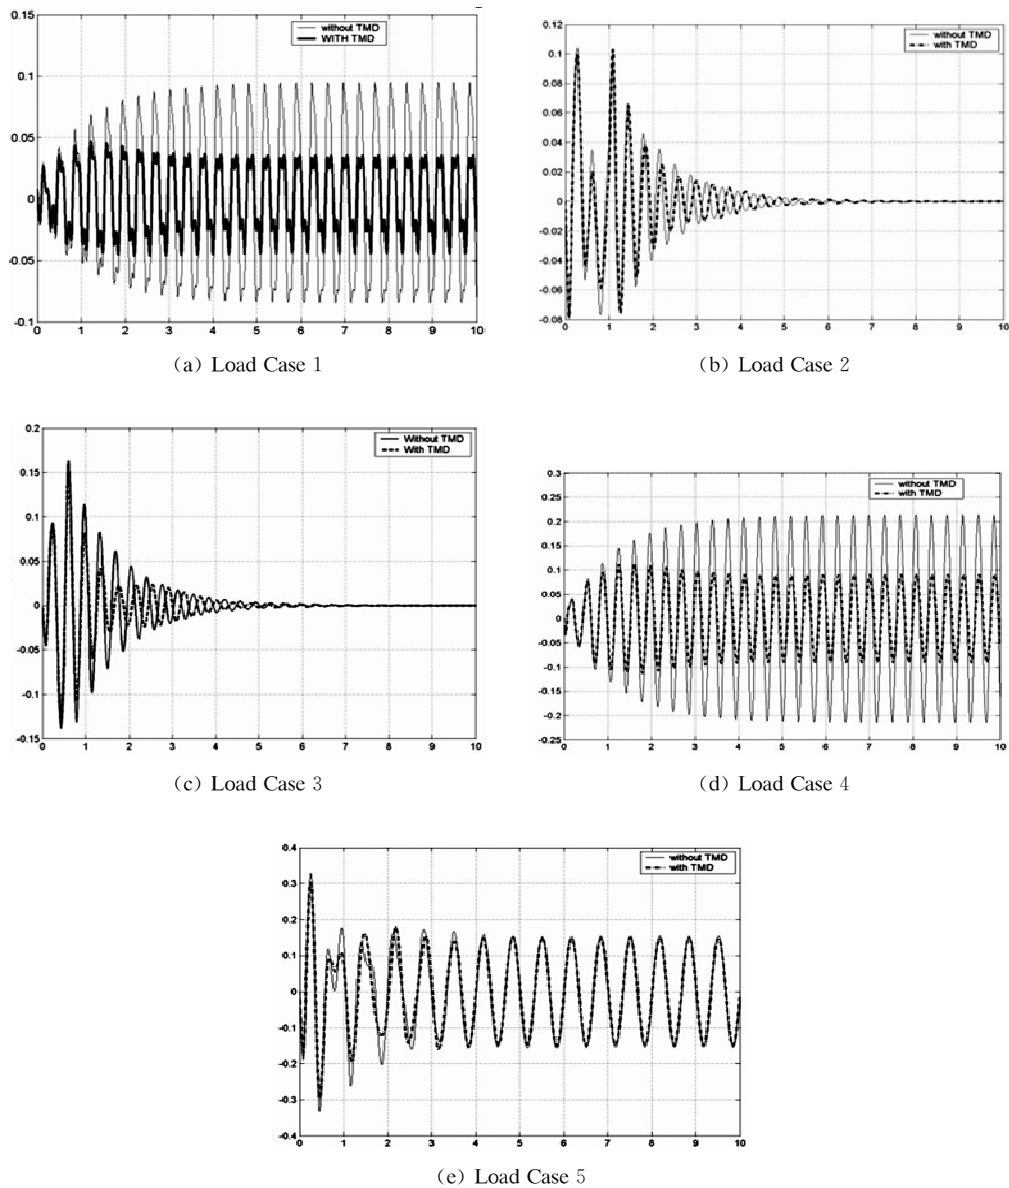 0.15
without TMD
WITH TMD
0.1
0.05
0
-0.05
-0.1
0 1 2 3 4 5 6 7 8 9 10
(a) Load Case 1
0.12
without TMD
with TMD
0.1
0.08
0.06
0.04
0.02
0
-0.02
-0.04
-0.06
-0.08
0 1 2 3 4 5 6 7 8 9 10
(b) Load Case 2
0.2
Without TMD
With TMD
0.15
0.1
0.05
0
-0.05
-0.1
-0.15
0 1 2 3 4 5 6 7 8 9 10
(c) Load Case 3
0.3
without TMD
with TMD
0.25
0.2
0.15
0.1
0.05
0
-0.05
-0.1
-0.15
-0.2
-0.25
0 1 2 3 4 5 6 7 8 9 10
(d) Load Case 4
0.4
without TMD
with TMD
0.3
0.2
0.1
0
-0.1
-0.2
-0.3
-0.4
0 1 2 3 4 5 6 7 8 9 10
(e) Load Case 5